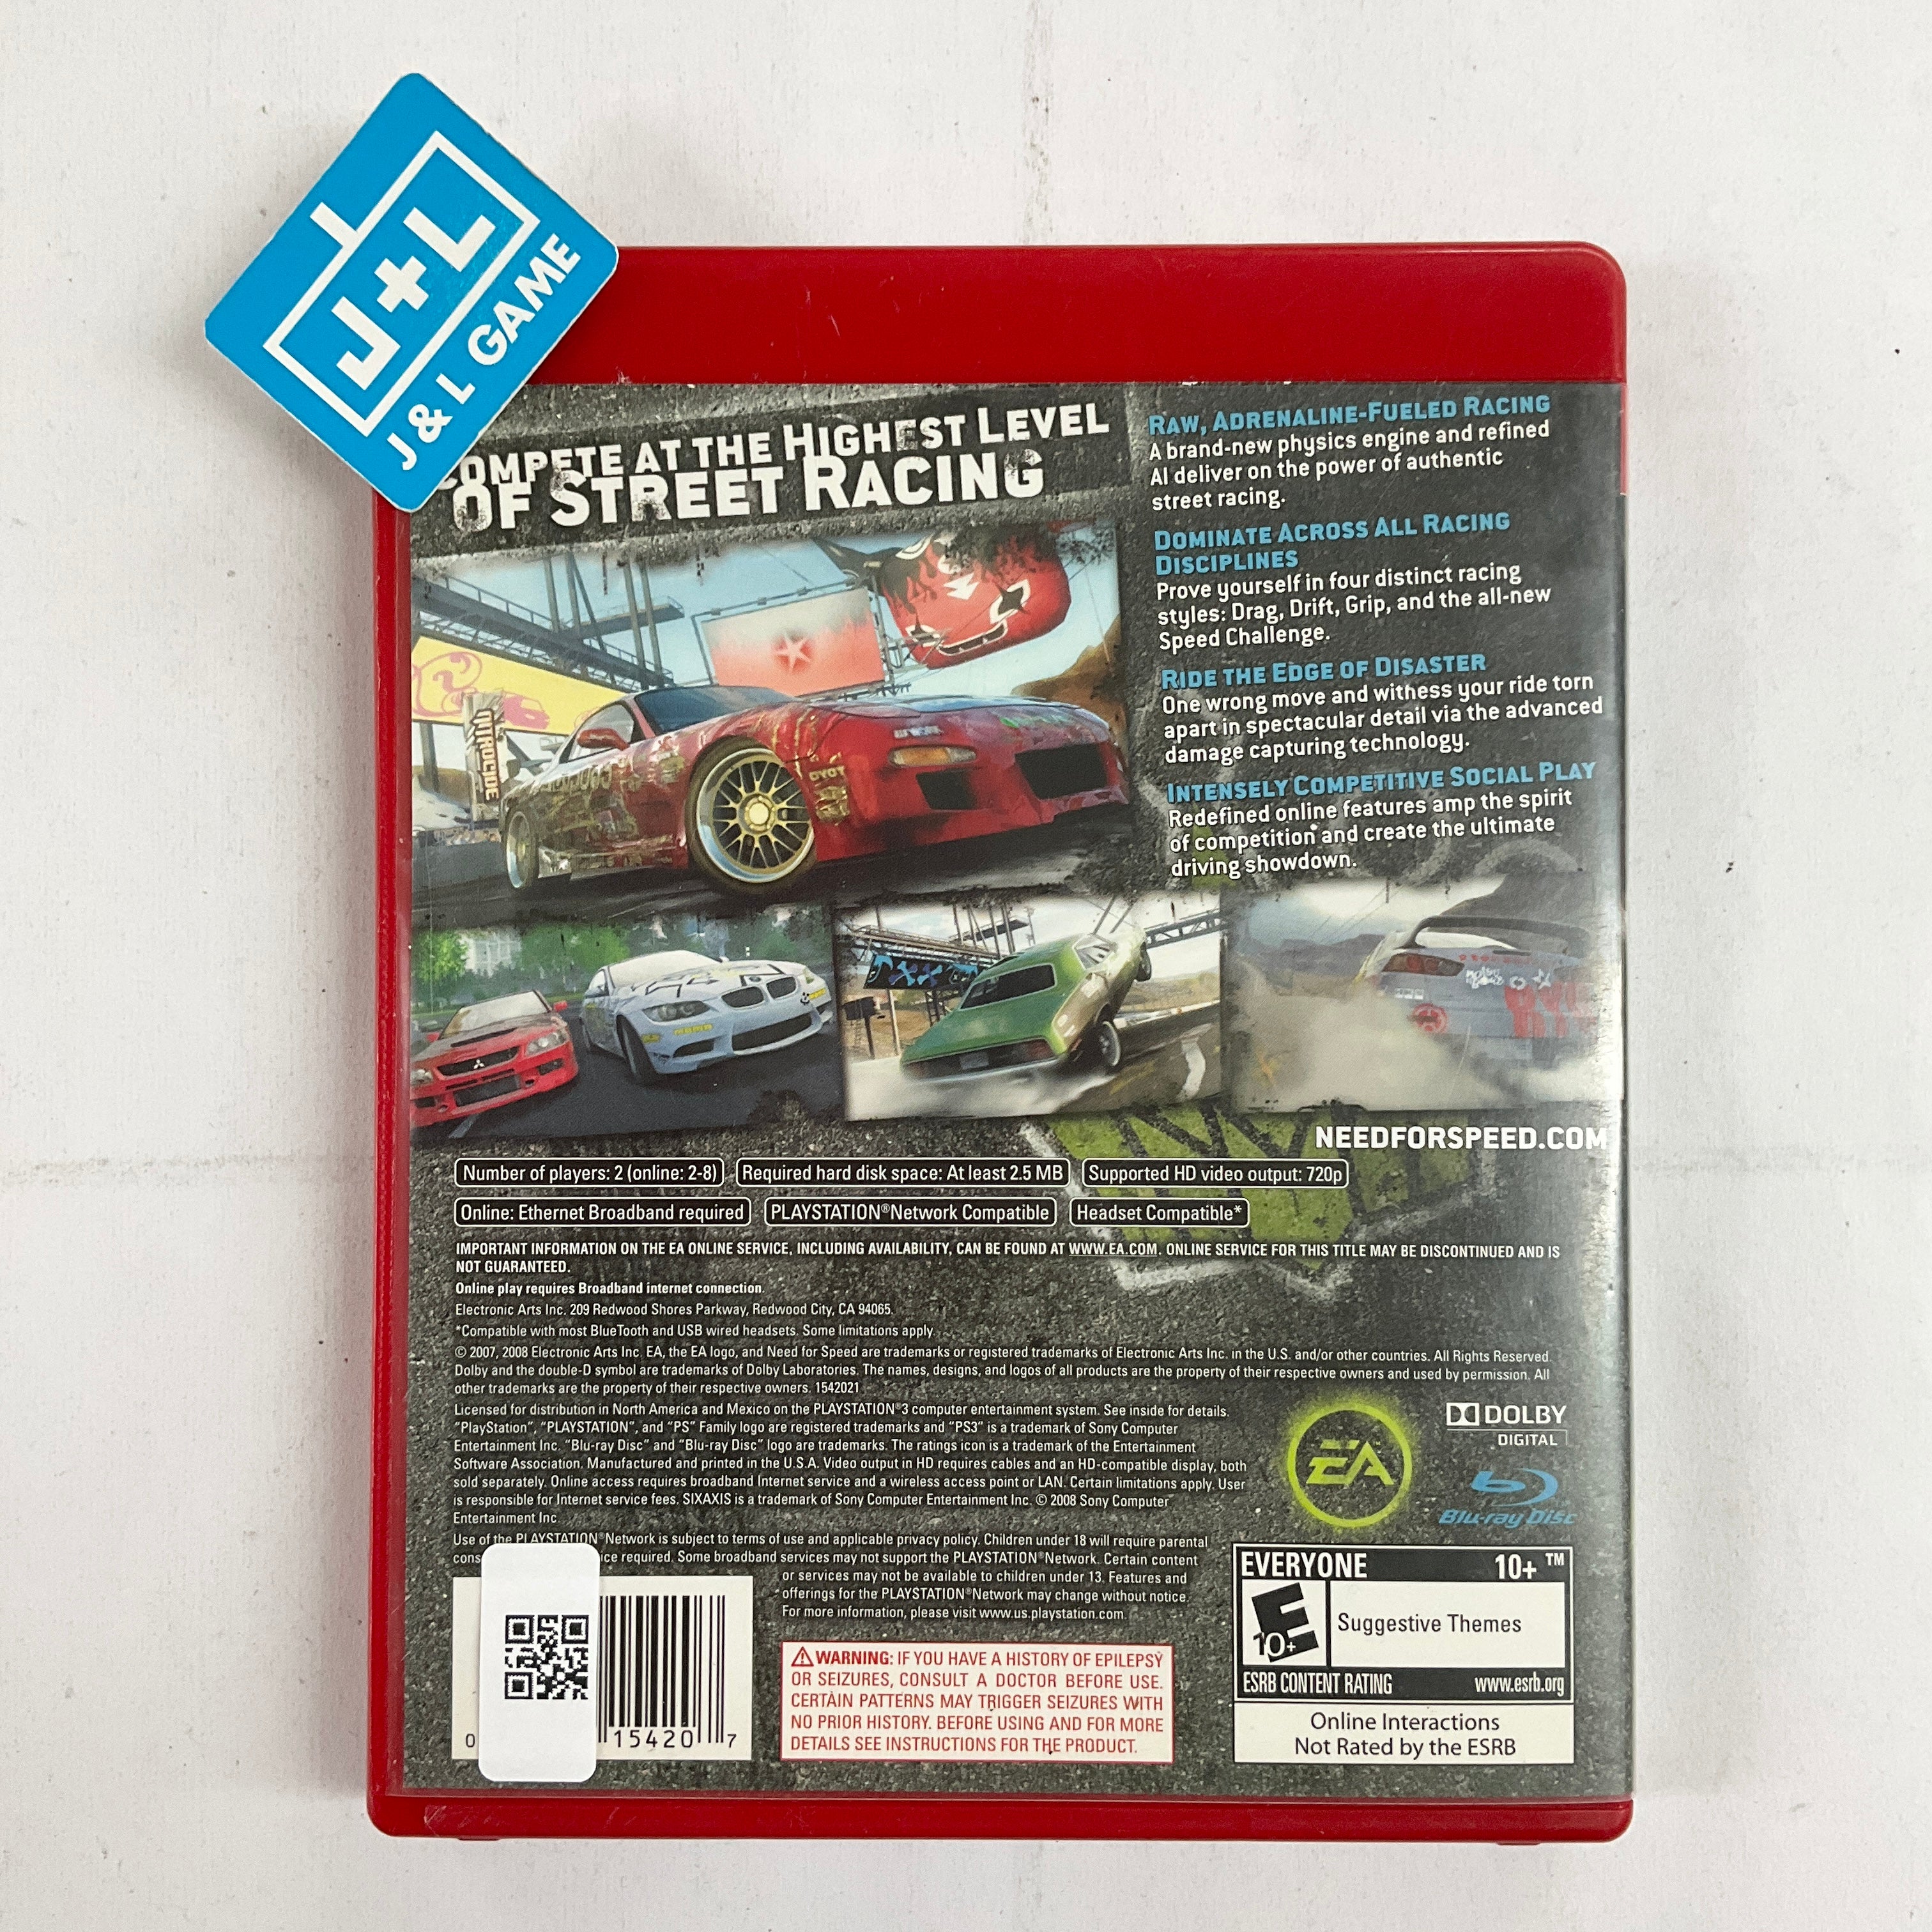 J+L
J & L GAME
COMPETE AT THE HIGHEST LEVEL
OF STREET RACING
RAW, ADRENALINE-FUELED RACING
A brand-new physics engine and refined
AI deliver on the power of authentic
street racing.
DOMINATE ACROSS ALL RACING
DISCIPLINES
Prove yourself in four distinct racing
styles: Drag, Drift, Grip, and the all-new
Speed Challenge.
RIDE THE EDGE OF DISASTER
One wrong move and witness your ride torn
apart in spectacular detail via the advanced
damage capturing technology.
INTENSELY COMPETITIVE SOCIAL PLAY
Redefined online features amp the spirit
of competition and create the ultimate
driving showdown.
NITROCIDE
TOYO
NEEDFORSPEED.COM
Number of players: 2 (online: 2-8)
Required hard disk space: At least 2.5 MB
Supported HD video output: 720p
Online: Ethernet Broadband required
PLAYSTATION®Network Compatible
Headset Compatible*
IMPORTANT INFORMATION ON THE EA ONLINE SERVICE, INCLUDING AVAILABILITY, CAN BE FOUND AT WWW.EA.COM. ONLINE SERVICE FOR THIS TITLE MAY BE DISCONTINUED AND IS
NOT GUARANTEED.
Online play requires Broadband internet connection.
Electronic Arts Inc. 209 Redwood Shores Parkway, Redwood City, CA 94065.
*Compatible with most BlueTooth and USB wired headsets. Some limitations apply.
© 2007, 2008 Electronic Arts Inc. EA, the EA logo, and Need for Speed are trademarks or registered trademarks of Electronic Arts Inc. in the U.S. and/or other countries. All Rights Reserved.
Dolby and the double-D symbol are trademarks of Dolby Laboratories. The names, designs, and logos of all products are the property of their respective owners and used by permission. All
other trademarks are the property of their respective owners. 1542021
Licensed for distribution in North America and Mexico on the PLAYSTATION®3 computer entertainment system. See inside for details.
"PlayStation", "PLAYSTATION", and "PS" Family logo are registered trademarks and "PS3" is a trademark of Sony Computer
Entertainment Inc. "Blu-ray Disc" and "Blu-ray Disc" logo are trademarks. The ratings icon is a trademark of the Entertainment
Software Association. Manufactured and printed in the U.S.A. Video output in HD requires cables and an HD-compatible display, both
sold separately. Online access requires broadband Internet service and a wireless access point or LAN. Certain limitations apply. User
is responsible for Internet service fees. SIXAXIS is a trademark of Sony Computer Entertainment Inc. © 2008 Sony Computer
Entertainment Inc.
Use of the PLAYSTATION®Network is subject to terms of use and applicable privacy policy. Children under 18 will require parental
cons ice required. Some broadband services may not support the PLAYSTATION®Network. Certain content
or services may not be available to children under 13. Features and
offerings for the PLAYSTATION®Network may change without notice.
For more information, please visit www.us.playstation.com.
EA
DOLBY
DIGITAL
Blu-ray Disc
0 15420 7
WARNING: IF YOU HAVE A HISTORY OF EPILEPSY
OR SEIZURES, CONSULT A DOCTOR BEFORE USE.
CERTAIN PATTERNS MAY TRIGGER SEIZURES WITH
NO PRIOR HISTORY. BEFORE USING AND FOR MORE
DETAILS SEE INSTRUCTIONS FOR THE PRODUCT.
EVERYONE 10+ ™
E
10+
Suggestive Themes
ESRB CONTENT RATING www.esrb.org
Online Interactions
Not Rated by the ESRB